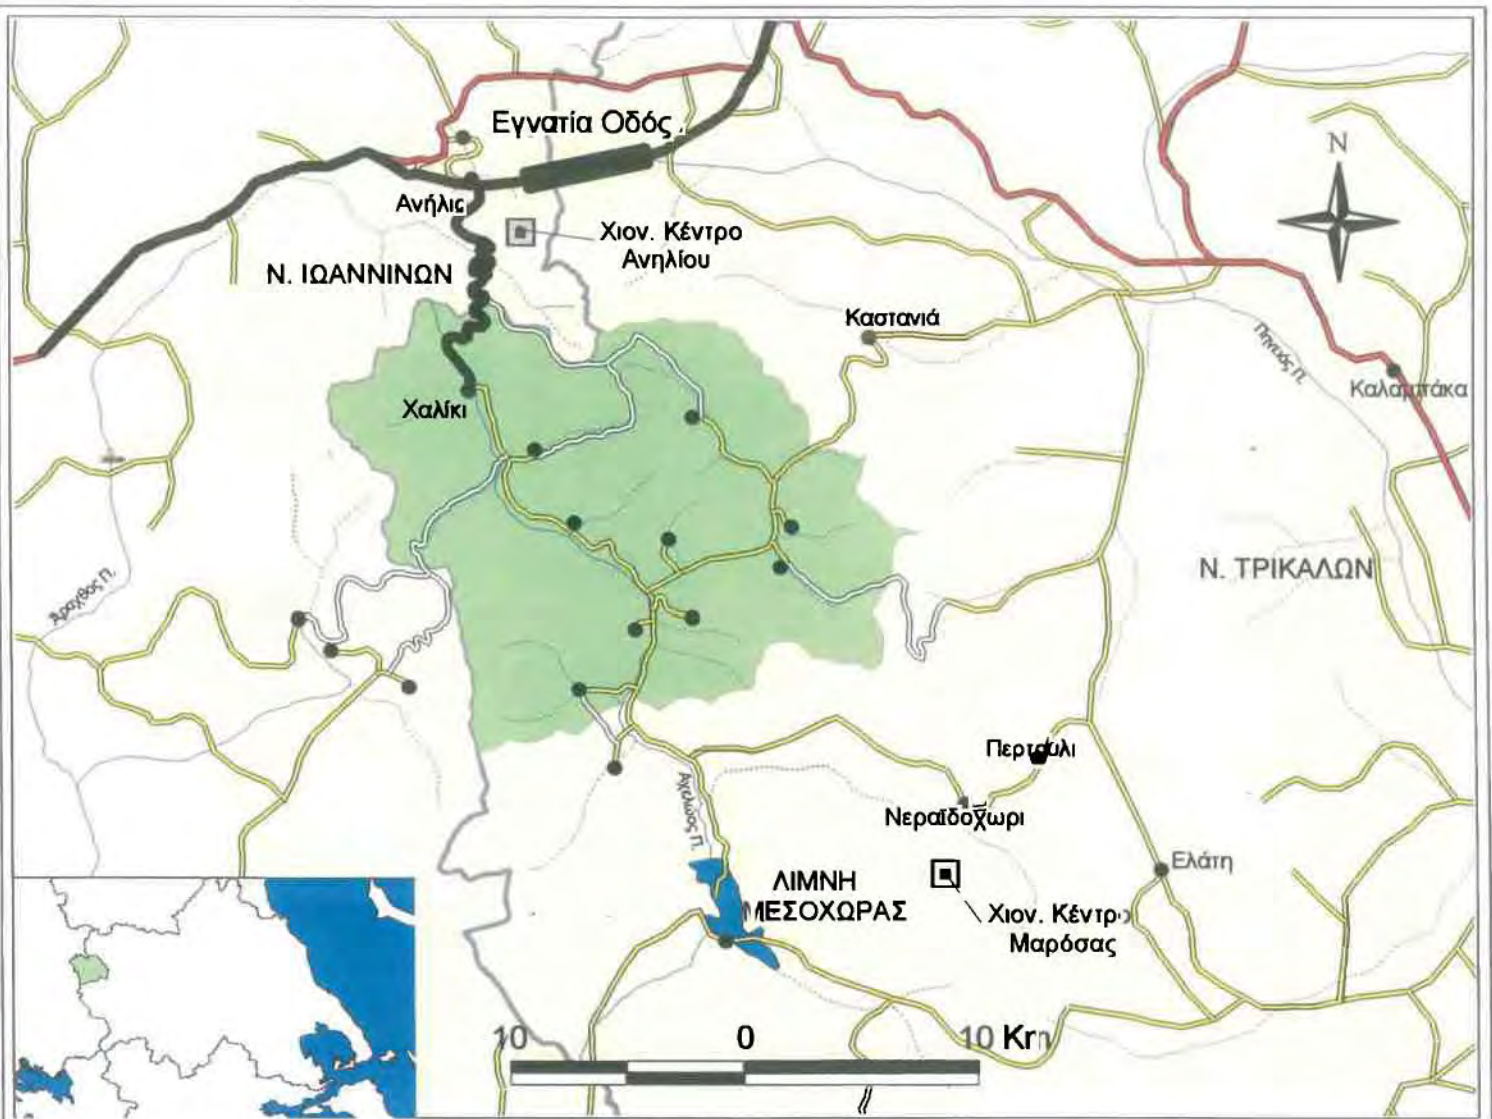 Εγνατία Οδός
N
Ανήλιο
Χιον. Κέντρο
Ανηλίου
Ν. ΙΩΑΝΝΙΝΩΝ
Καστανιά
Πηνειός Π.
Καλαμπάκα
Χαλίκι
Ν. ΤΡΙΚΑΛΩΝ
Άραχθος Π.
Περτούλι
Αχελώος Π.
Νεραϊδοχωρι
Ελάτη
ΛΙΜΝΗ
ΜΕΣΟΧΩΡΑΣ
Χιον. Κέντρο
Μαρόσας
10 0 10 Km